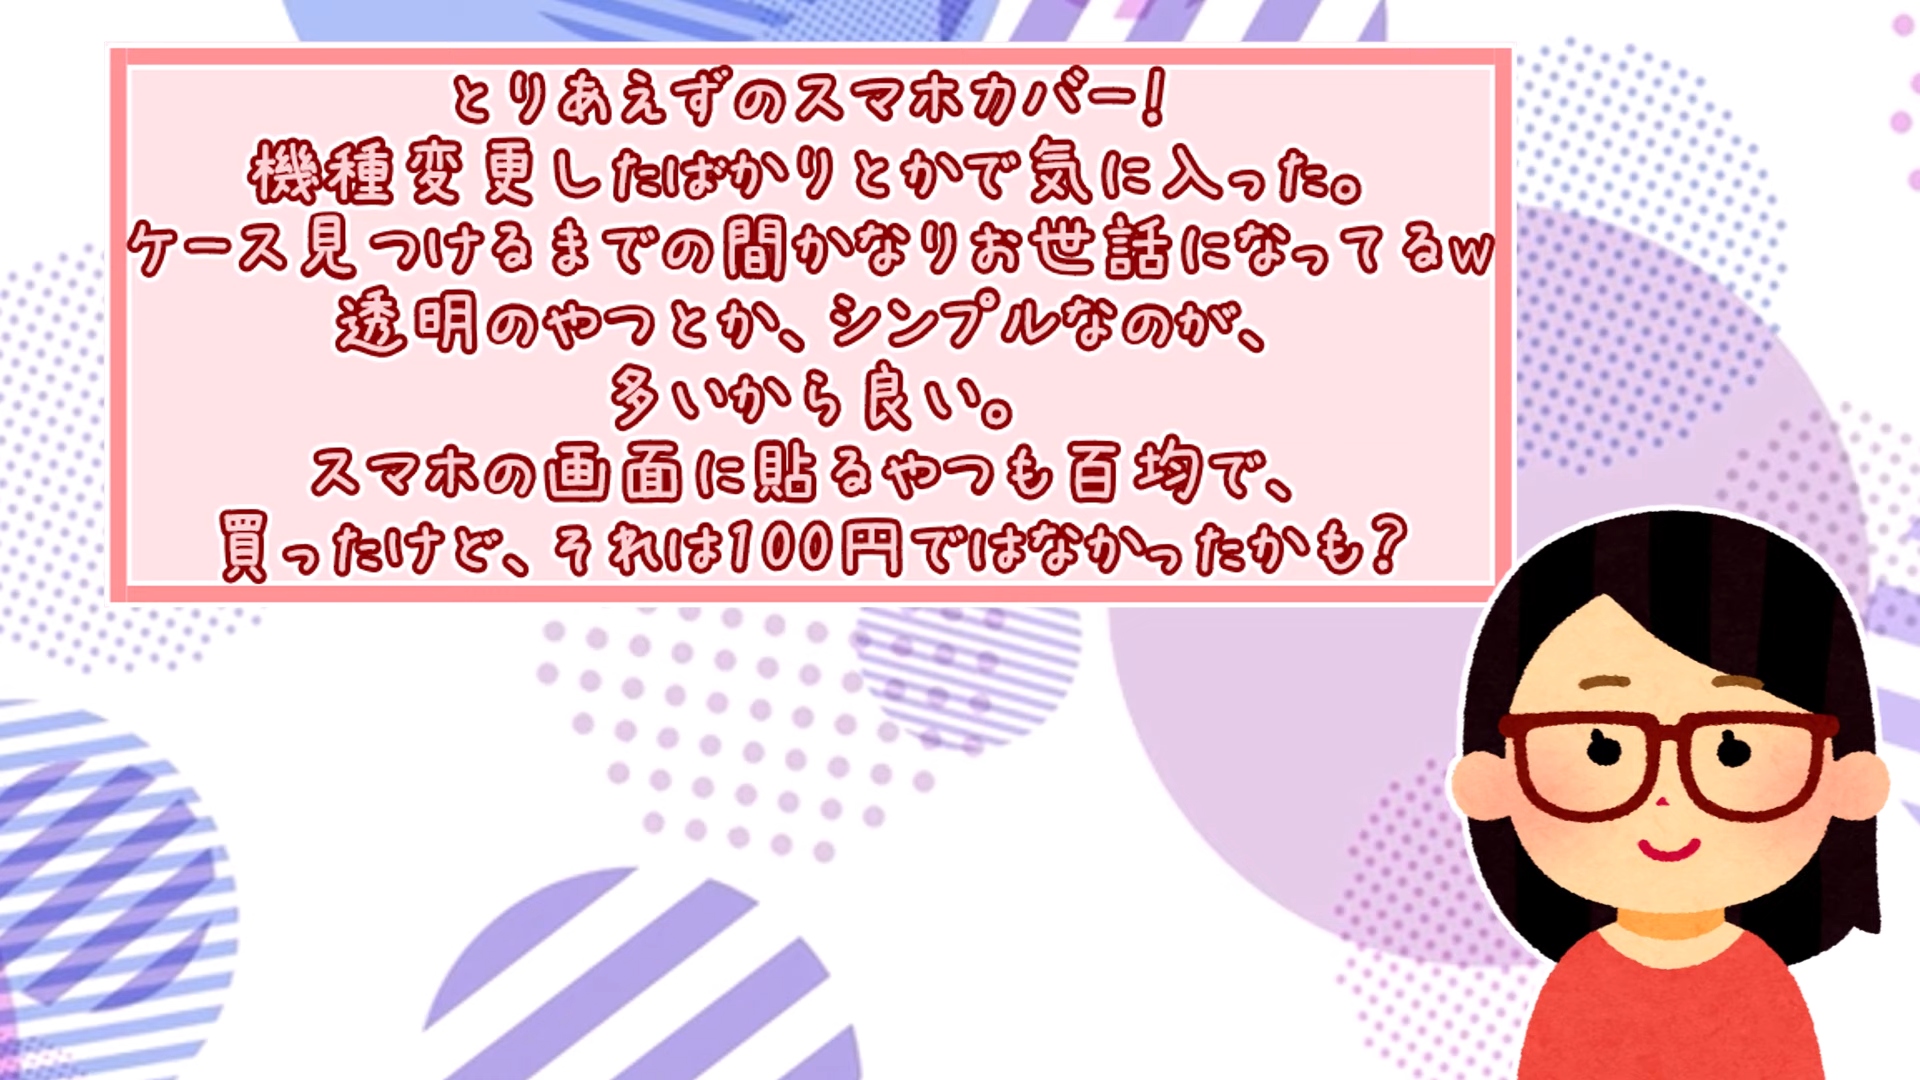 とりあえずのスマホカバー!
機種変更したばかりとかで気に入った。
ケース見つけるまでの間かなりお世話になってるw
透明のやつとか、シンプルなのが、
多いから良い。
スマホの画面に貼るやつも百均で、
買ったけど、それは100円ではなかったかも?